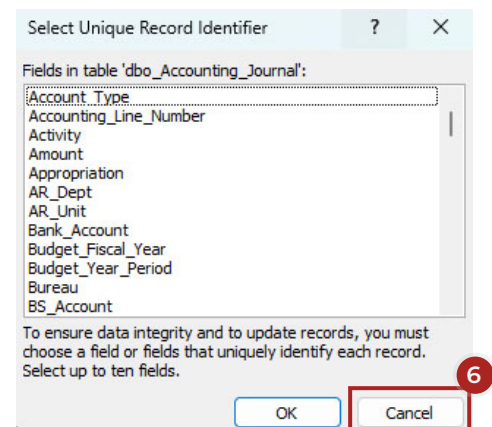 Select Unique Record Identifier ? X
Fields in table 'dbo_Accounting_Journal':
Account_Type
Accounting_Line_Number
Activity
Amount
Appropriation
AR_Dept
AR_Unit
Bank_Account
Budget_Fiscal_Year
Budget_Year_Period
Bureau
BS_Account
To ensure data integrity and to update records, you must
choose a field or fields that uniquely identify each record.
Select up to ten fields.
6
OK Cancel